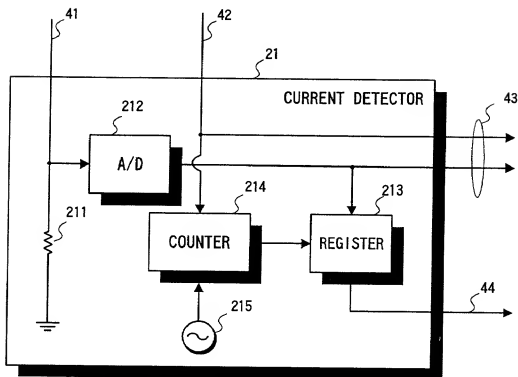 41
42
21
CURRENT DETECTOR
43
212
A/D
214
213
211
COUNTER
REGISTER
44
215